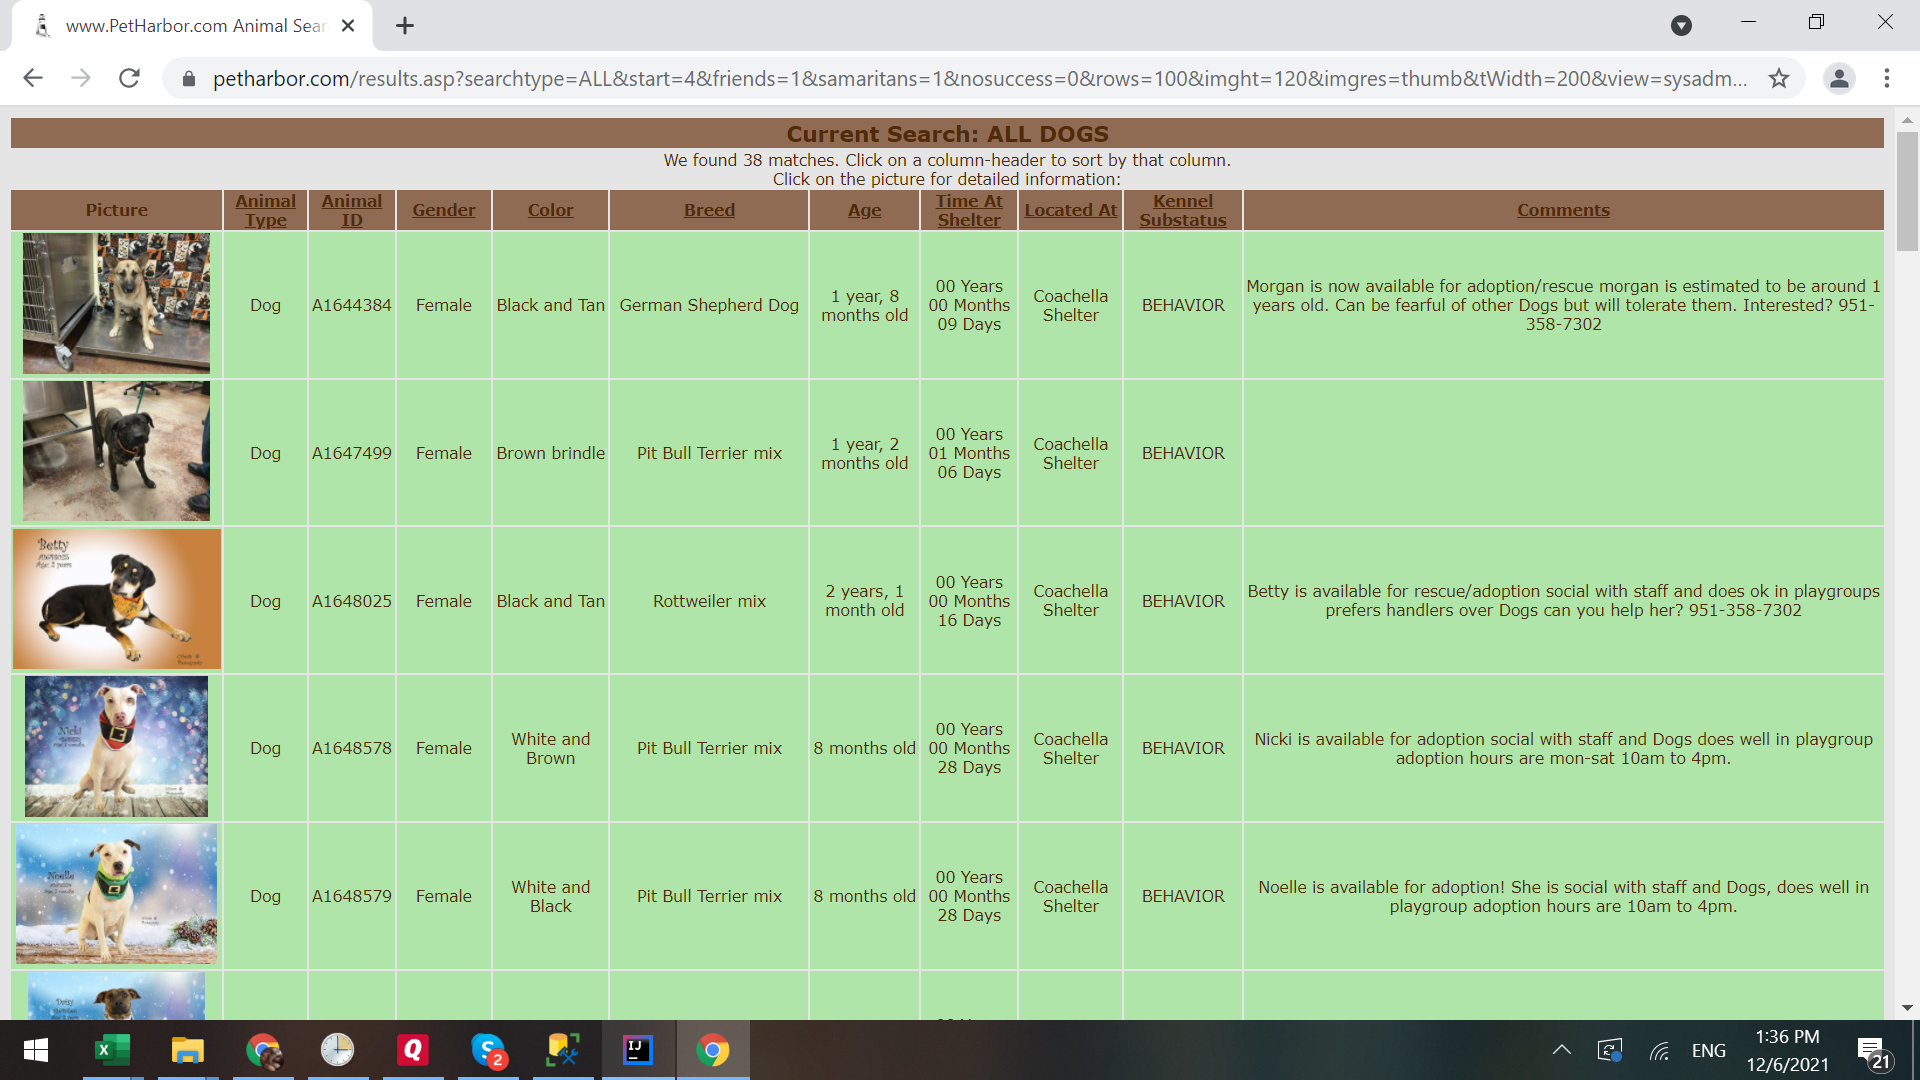 www.PetHarbor.com Animal Sear
petharbor.com/results.asp?searchtype=ALL&start=4&friends=1&samaritans=1&nosuccess=0&rows=100&imght=120&imgres=thumb&tWidth=200&view=sysadm...
Current Search: ALL DOGS
We found 38 matches. Click on a column-header to sort by that column.
Click on the picture for detailed information:
Picture
Animal
Type
Animal
ID
Gender
Color
Breed
Age
Time At
Shelter
Located At
Kennel
Substatus
Comments
Dog
A1644384
Female
Black and Tan
German Shepherd Dog
1 year, 8
months old
00 Years
00 Months
09 Days
Coachella
Shelter
BEHAVIOR
Morgan is now available for adoption/rescue morgan is estimated to be around 1
years old. Can be fearful of other Dogs but will tolerate them. Interested? 951-
358-7302
Dog
A1647499
Female
Brown brindle
Pit Bull Terrier mix
1 year, 2
months old
00 Years
01 Months
06 Days
Coachella
Shelter
BEHAVIOR
Betty
Age: 2 years
Dog
A1648025
Female
Black and Tan
Rottweiler mix
2 years, 1
month old
00 Years
00 Months
16 Days
Coachella
Shelter
BEHAVIOR
Betty is available for rescue/adoption social with staff and does ok in playgroups
prefers handlers over Dogs can you help her? 951-358-7302
Nicki
Dog
A1648578
Female
White and
Brown
Pit Bull Terrier mix
8 months old
00 Years
00 Months
28 Days
Coachella
Shelter
BEHAVIOR
Nicki is available for adoption social with staff and Dogs does well in playgroup
adoption hours are mon-sat 10am to 4pm.
Noelle
Dog
A1648579
Female
White and
Black
Pit Bull Terrier mix
8 months old
00 Years
00 Months
28 Days
Coachella
Shelter
BEHAVIOR
Noelle is available for adoption! She is social with staff and Dogs, does well in
playgroup adoption hours are 10am to 4pm.
Q
S
2
IJ
ENG
1:36 PM
12/6/2021
21